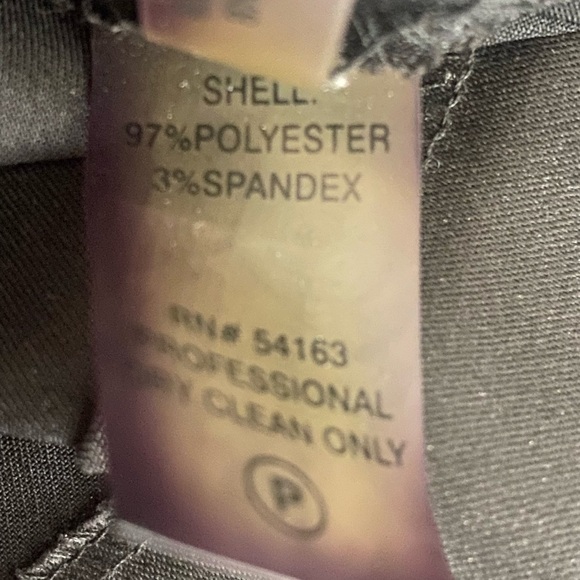 SHELL:
97%POLYESTER
3%SPANDEX
RN# 54163
PROFESSIONAL
DRY CLEAN ONLY
P